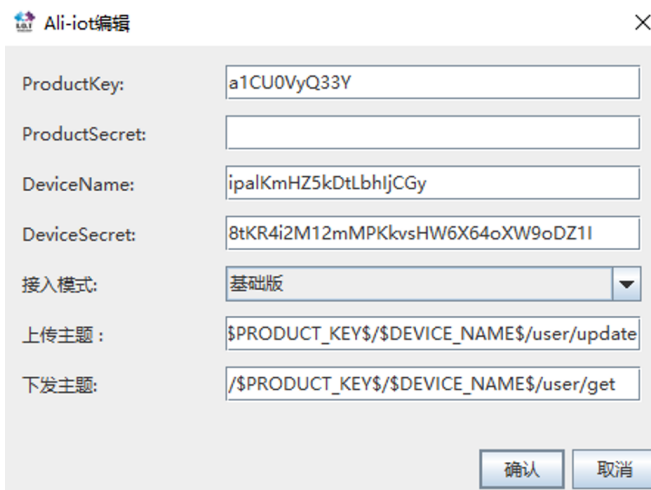 Ali-iot编辑
ProductKey: a1CU0VyQ33Y
ProductSecret:
DeviceName: ipalKmHZ5kDtLbhIjCGy
DeviceSecret: 8tKR4i2M12mMPKkvsHW6X64oXW9oDZ1I
接入模式: 基础版
上传主题： $PRODUCT_KEY$/$DEVICE_NAME$/user/update
下发主题: /$PRODUCT_KEY$/$DEVICE_NAME$/user/get
确认 取消